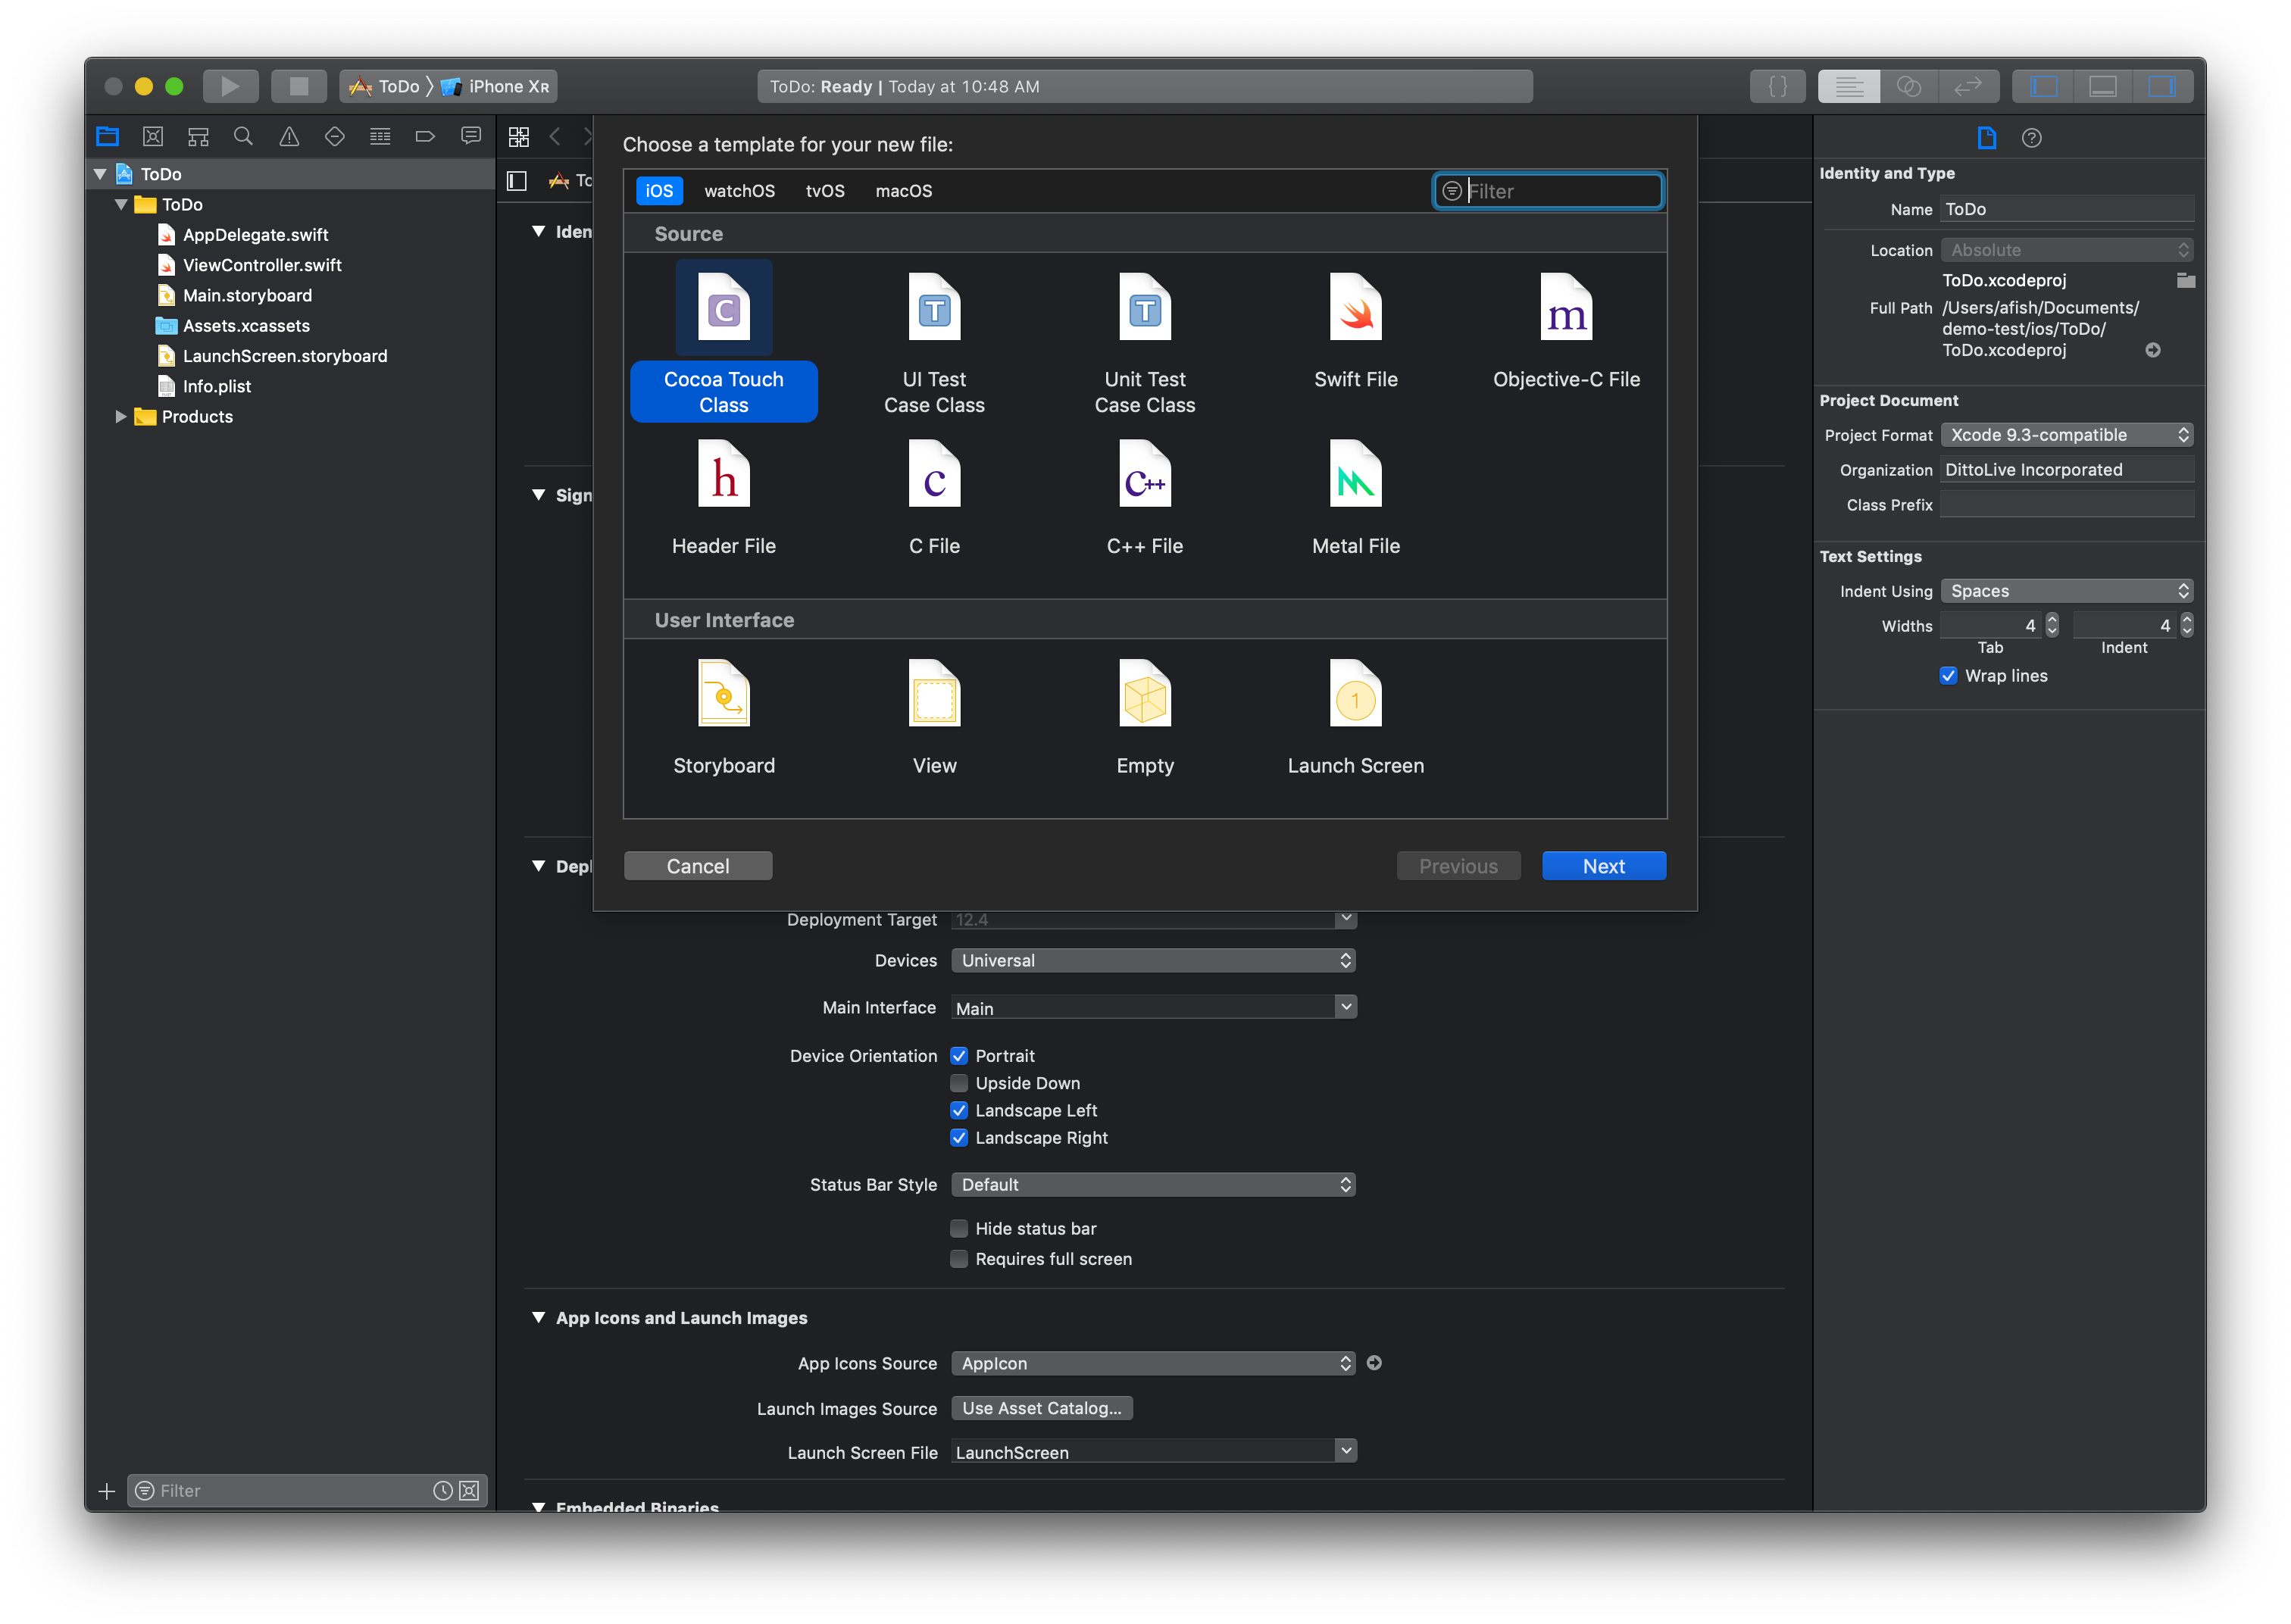 ToDo 〉 iPhone XR
ToDo: Ready | Today at 10:48 AM
ToDo
ToDo
AppDelegate.swift
ViewController.swift
Main.storyboard
Assets.xcassets
LaunchScreen.storyboard
Info.plist
Products
Filter
To
Iden
Sign
Depl
Choose a template for your new file:
iOS watchOS tvOS macOS
Filter
Source
C
T
T
m
Cocoa Touch
Class
UI Test
Case Class
Unit Test
Case Class
Swift File
Objective-C File
h
c
c++
Header File
C File
C++ File
Metal File
User Interface
1
Storyboard
View
Empty
Launch Screen
Cancel
Previous
Next
Deployment Target 12.4
Devices Universal
Main Interface Main
Device Orientation Portrait
Upside Down
Landscape Left
Landscape Right
Status Bar Style Default
Hide status bar
Requires full screen
App Icons and Launch Images
App Icons Source AppIcon
Launch Images Source Use Asset Catalog...
Launch Screen File LaunchScreen
Embedded Binaries
Identity and Type
Name ToDo
Location Absolute
ToDo.xcodeproj
Full Path /Users/afish/Documents/
demo-test/ios/ToDo/
ToDo.xcodeproj
Project Document
Project Format Xcode 9.3-compatible
Organization DittoLive Incorporated
Class Prefix
Text Settings
Indent Using Spaces
Widths 4 4
Tab Indent
Wrap lines